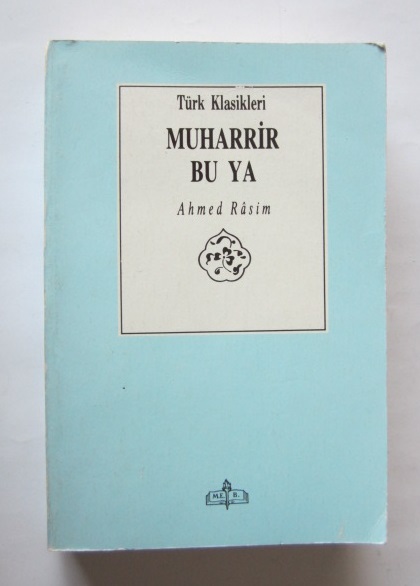 Türk Klasikleri
MUHARRİR
BU YA
Ahmed Râsim
M.E. B.